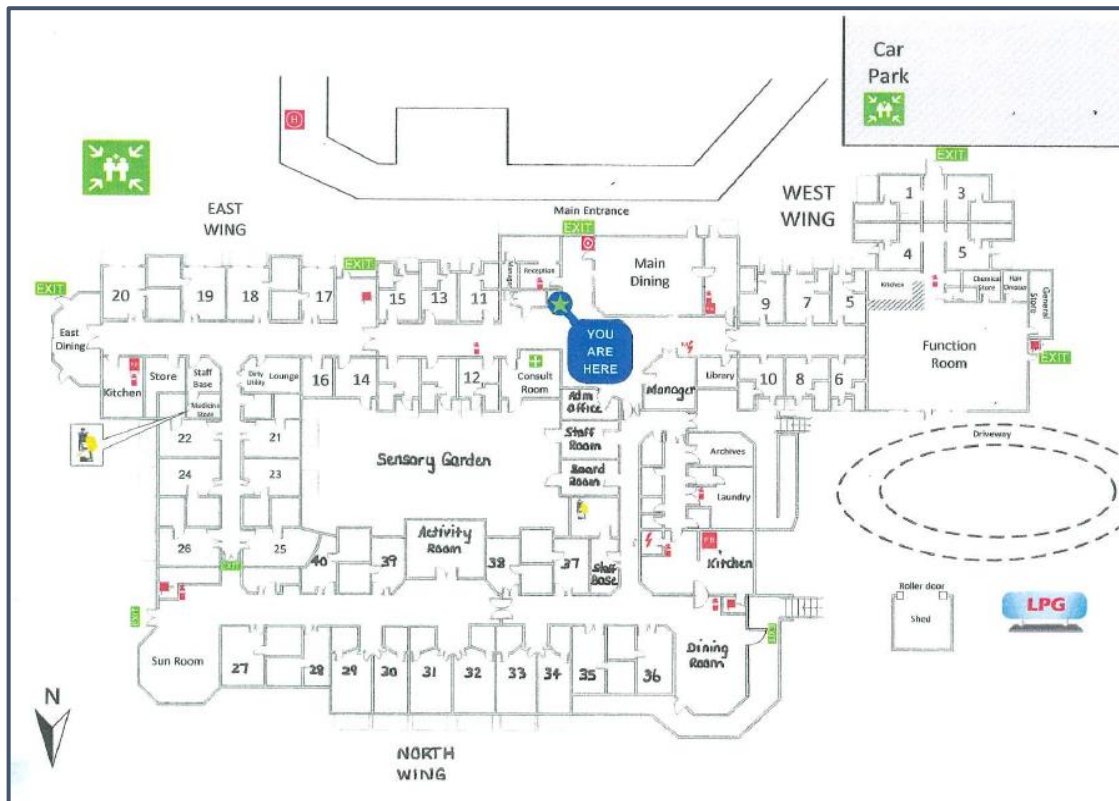 Car
Park
H
EXIT
WEST
WING
1
3
EAST
WING
Main Entrance
EXIT
4
5
EXIT
Manager
Reception
Main
Dining
Kitchen
Chemical
Store
Hair
Dresser
General
Store
EXIT
20
19
18
17
15
13
11
9
7
5
East
Dining
YOU
ARE
HERE
Function
Room
EXIT
Kitchen
Store
Staff
Base
Medicine
Room
Dirty
Utility
Lounge
16
14
12
Consult
Room
Manager
Library
10
8
6
Adm
Office
22
21
Staff
Room
Driveway
Sensory Garden
Archives
24
23
Board
Room
Laundry
26
25
EXIT
40
39
Activity
Room
38
37
Staff
Base
Kitchen
Roller door
Shed
LPG
EXIT
Sun Room
27
28
29
30
31
32
33
34
35
36
Dining
Room
EXIT
N
NORTH
WING